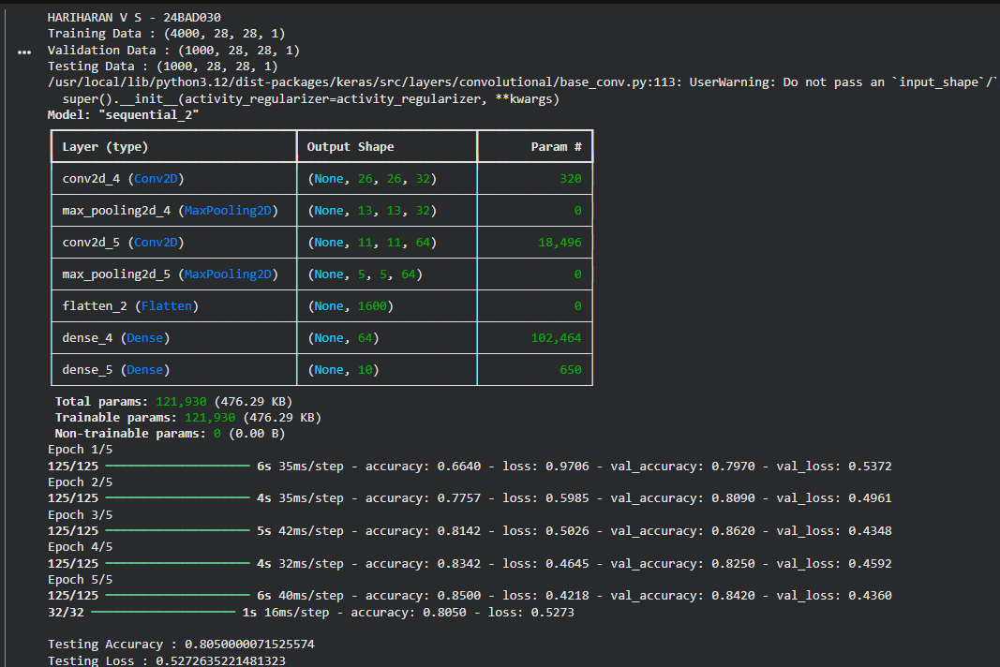 HARIHARAN V S - 24BAD030
Training Data : (4000, 28, 28, 1)
Validation Data : (1000, 28, 28, 1)
Testing Data : (1000, 28, 28, 1)
/usr/local/lib/python3.12/dist-packages/keras/src/layers/convolutional/base_conv.py:113: UserWarning: Do not pass an `input_shape`/`
super().__init__(activity_regularizer=activity_regularizer, **kwargs)
Model: "sequential_2"
Layer (type) Output Shape Param #
conv2d_4 (Conv2D) (None, 26, 26, 32) 320
max_pooling2d_4 (MaxPooling2D) (None, 13, 13, 32) 0
conv2d_5 (Conv2D) (None, 11, 11, 64) 18,496
max_pooling2d_5 (MaxPooling2D) (None, 5, 5, 64) 0
flatten_2 (Flatten) (None, 1600) 0
dense_4 (Dense) (None, 64) 102,464
dense_5 (Dense) (None, 10) 650
Total params: 121,930 (476.29 KB)
Trainable params: 121,930 (476.29 KB)
Non-trainable params: 0 (0.00 B)
Epoch 1/5
125/125 6s 35ms/step - accuracy: 0.6640 - loss: 0.9706 - val_accuracy: 0.7970 - val_loss: 0.5372
Epoch 2/5
125/125 4s 35ms/step - accuracy: 0.7757 - loss: 0.5985 - val_accuracy: 0.8090 - val_loss: 0.4961
Epoch 3/5
125/125 5s 42ms/step - accuracy: 0.8142 - loss: 0.5026 - val_accuracy: 0.8620 - val_loss: 0.4348
Epoch 4/5
125/125 4s 32ms/step - accuracy: 0.8342 - loss: 0.4645 - val_accuracy: 0.8250 - val_loss: 0.4592
Epoch 5/5
125/125 6s 40ms/step - accuracy: 0.8500 - loss: 0.4218 - val_accuracy: 0.8420 - val_loss: 0.4360
32/32 1s 16ms/step - accuracy: 0.8050 - loss: 0.5273
Testing Accuracy : 0.8050000071525574
Testing Loss : 0.5272635221481323